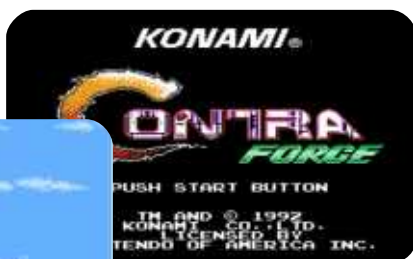 KONAMI®
CONTRA
FORCE
PUSH START BUTTON
TM AND © 1992
KONAMI CO.,LTD.
LICENSED BY
TENDO OF AMERICA INC.